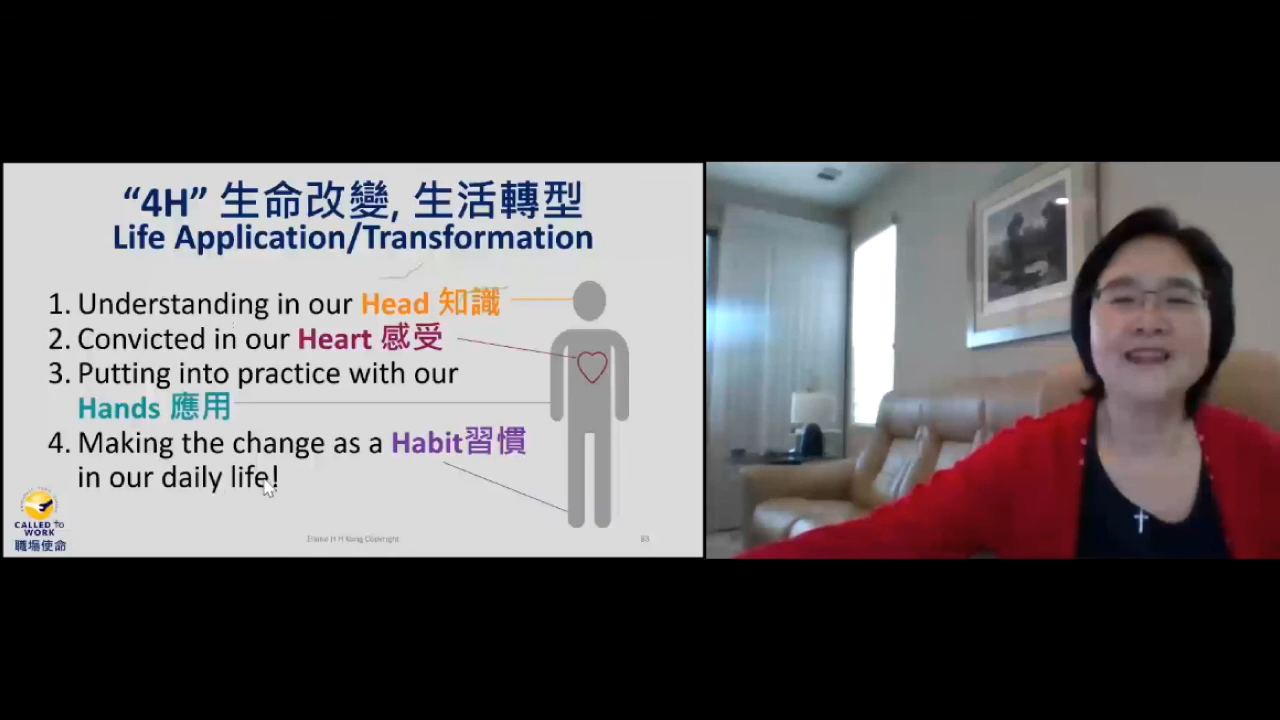 “4H” 生命改變, 生活轉型
Life Application/Transformation
1. Understanding in our Head 知識
2. Convicted in our Heart 感受
3. Putting into practice with our
Hands 應用
4. Making the change as a Habit習慣
in our daily life!
CALLED to
WORK
職場使命
Copyright
83